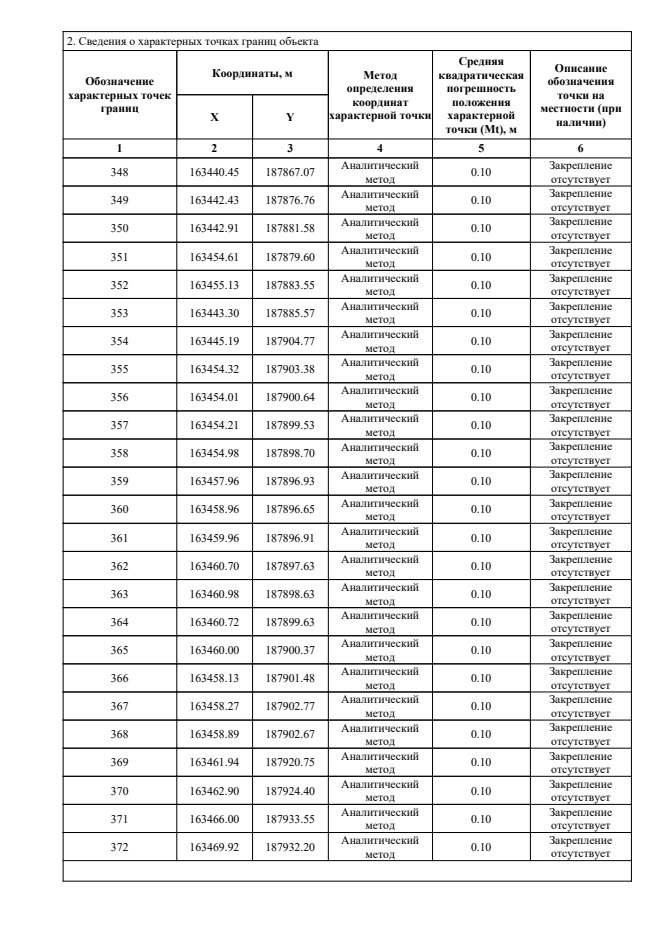 2. Сведения о характерных точках границ объекта
Обозначение характерных точек границ
Координаты, м
Метод определения координат характерной точки
Средняя квадратическая погрешность положения характерной точки (Mt), м
Описание обозначения точки на местности (при наличии)
X Y
1 2 3 4 5 6
348 163440.45 187867.07 Аналитический метод 0.10 Закрепление отсутствует
349 163442.43 187876.76 Аналитический метод 0.10 Закрепление отсутствует
350 163442.91 187881.58 Аналитический метод 0.10 Закрепление отсутствует
351 163454.61 187879.60 Аналитический метод 0.10 Закрепление отсутствует
352 163455.13 187883.55 Аналитический метод 0.10 Закрепление отсутствует
353 163443.30 187885.57 Аналитический метод 0.10 Закрепление отсутствует
354 163445.19 187904.77 Аналитический метод 0.10 Закрепление отсутствует
355 163454.32 187903.38 Аналитический метод 0.10 Закрепление отсутствует
356 163454.01 187900.64 Аналитический метод 0.10 Закрепление отсутствует
357 163454.21 187899.53 Аналитический метод 0.10 Закрепление отсутствует
358 163454.98 187898.70 Аналитический метод 0.10 Закрепление отсутствует
359 163457.96 187896.93 Аналитический метод 0.10 Закрепление отсутствует
360 163458.96 187896.65 Аналитический метод 0.10 Закрепление отсутствует
361 163459.96 187896.91 Аналитический метод 0.10 Закрепление отсутствует
362 163460.70 187897.63 Аналитический метод 0.10 Закрепление отсутствует
363 163460.98 187898.63 Аналитический метод 0.10 Закрепление отсутствует
364 163460.72 187899.63 Аналитический метод 0.10 Закрепление отсутствует
365 163460.00 187900.37 Аналитический метод 0.10 Закрепление отсутствует
366 163458.13 187901.48 Аналитический метод 0.10 Закрепление отсутствует
367 163458.27 187902.77 Аналитический метод 0.10 Закрепление отсутствует
368 163458.89 187902.67 Аналитический метод 0.10 Закрепление отсутствует
369 163461.94 187920.75 Аналитический метод 0.10 Закрепление отсутствует
370 163462.90 187924.40 Аналитический метод 0.10 Закрепление отсутствует
371 163466.00 187933.55 Аналитический метод 0.10 Закрепление отсутствует
372 163469.92 187932.20 Аналитический метод 0.10 Закрепление отсутствует